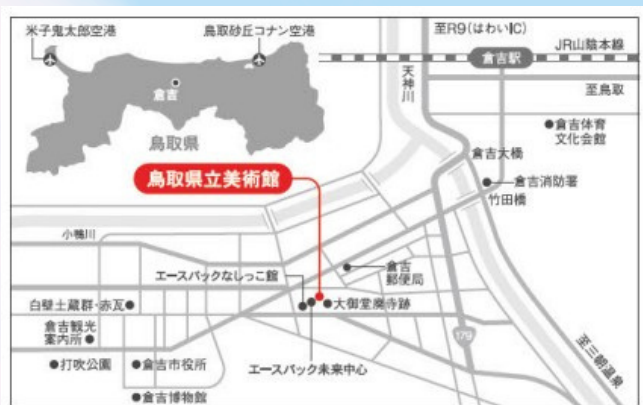 米子鬼太郎空港
鳥取砂丘コナン空港
倉吉
鳥取県
至R9(はわいIC)
JR山陰本線
倉吉駅
天神川
至鳥取
倉吉体育
文化会館
倉吉大橋
倉吉消防署
竹田橋
鳥取県立美術館
小鴨川
倉吉
郵便局
エースパックなしっこ館
白壁土蔵群・赤瓦
大御堂廃寺跡
倉吉観光
案内所
179
至三朝温泉
打吹公園
倉吉市役所
エースパック未来中心
倉吉博物館